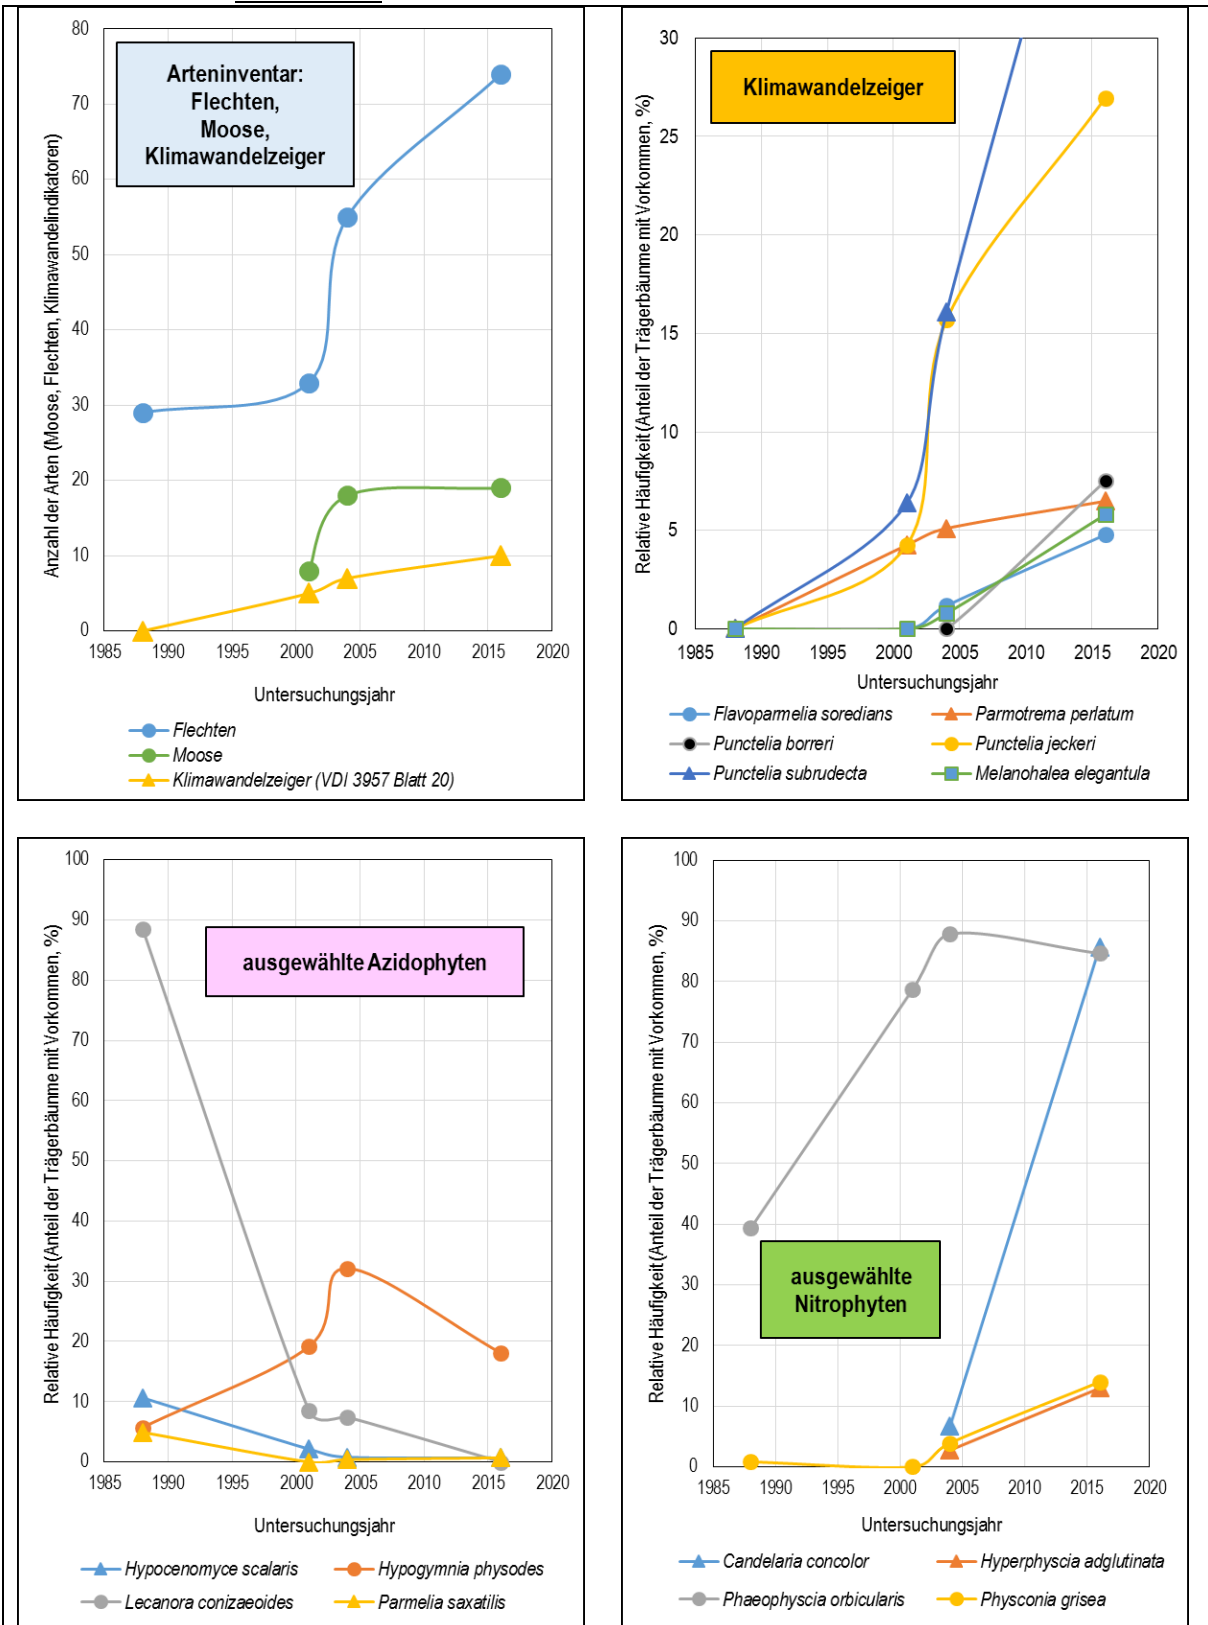 80
70
60
50
40
30
20
10
0
Anzahl der Arten (Moose, Flechten, Klimawandelindikatoren)
Arteninventar:
Flechten,
Moose,
Klimawandelzeiger
1985 1990 1995 2000 2005 2010 2015 2020
Untersuchungsjahr
Flechten
Moose
Klimawandelzeiger (VDI 3957 Blatt 20)
30
25
20
15
10
5
0
Relative Häufigkeit (Anteil der Trägerbäunme mit Vorkommen, %)
Klimawandelzeiger
1985 1990 1995 2000 2005 2010 2015 2020
Untersuchungsjahr
Flavoparmelia soredians Parmotrema perlatum
Punctelia borreri Punctelia jeckeri
Punctelia subrudecta Melanohalea elegantula
100
90
80
70
60
50
40
30
20
10
0
Relative Häufigkeit (Anteil der Trägerbäunme mit Vorkommen, %)
ausgewählte Azidophyten
1985 1990 1995 2000 2005 2010 2015 2020
Untersuchungsjahr
Hypocenomyce scalaris Hypogymnia physodes
Lecanora conizaeoides Parmelia saxatilis
100
90
80
70
60
50
40
30
20
10
0
Relative Häufigkeit (Anteil der Trägerbäunme mit Vorkommen, %)
ausgewählte
Nitrophyten
1985 1990 1995 2000 2005 2010 2015 2020
Untersuchungsjahr
Candelaria concolor Hyperphyscia adglutinata
Phaeophyscia orbicularis Physconia grisea